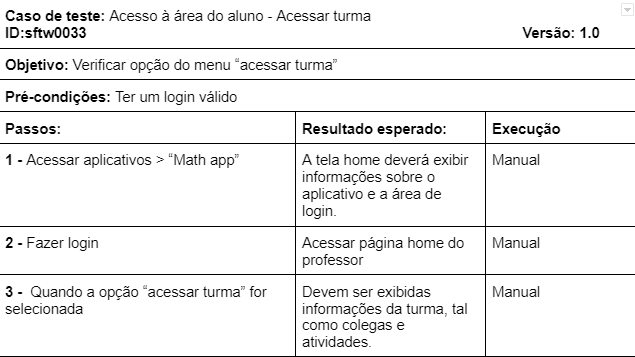 Caso de teste: Acesso à área do aluno - Acessar turma
ID:sftw0033 Versão: 1.0
Objetivo: Verificar opção do menu “acessar turma”
Pré-condições: Ter um login válido
Passos: Resultado esperado: Execução
1 - Acessar aplicativos > “Math app” A tela home deverá exibir Manual
informações sobre o
aplicativo e a área de
login.
2 - Fazer login Acessar página home do Manual
professor
3 - Quando a opção “acessar turma” for Devem ser exibidas Manual
selecionada informações da turma, tal
como colegas e
atividades.